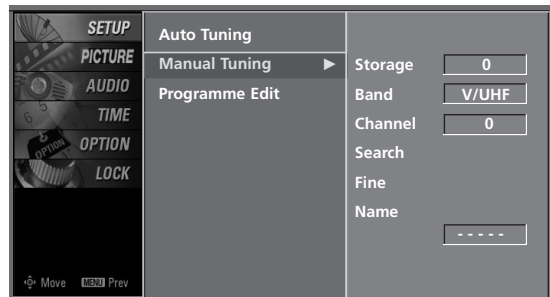 SETUP
PICTURE
AUDIO
TIME
OPTION
LOCK
Move MENU Prev
Auto Tuning
Manual Tuning ▶
Programme Edit
Storage 0
Band V/UHF
Channel 0
Search
Fine
Name
- - - - -